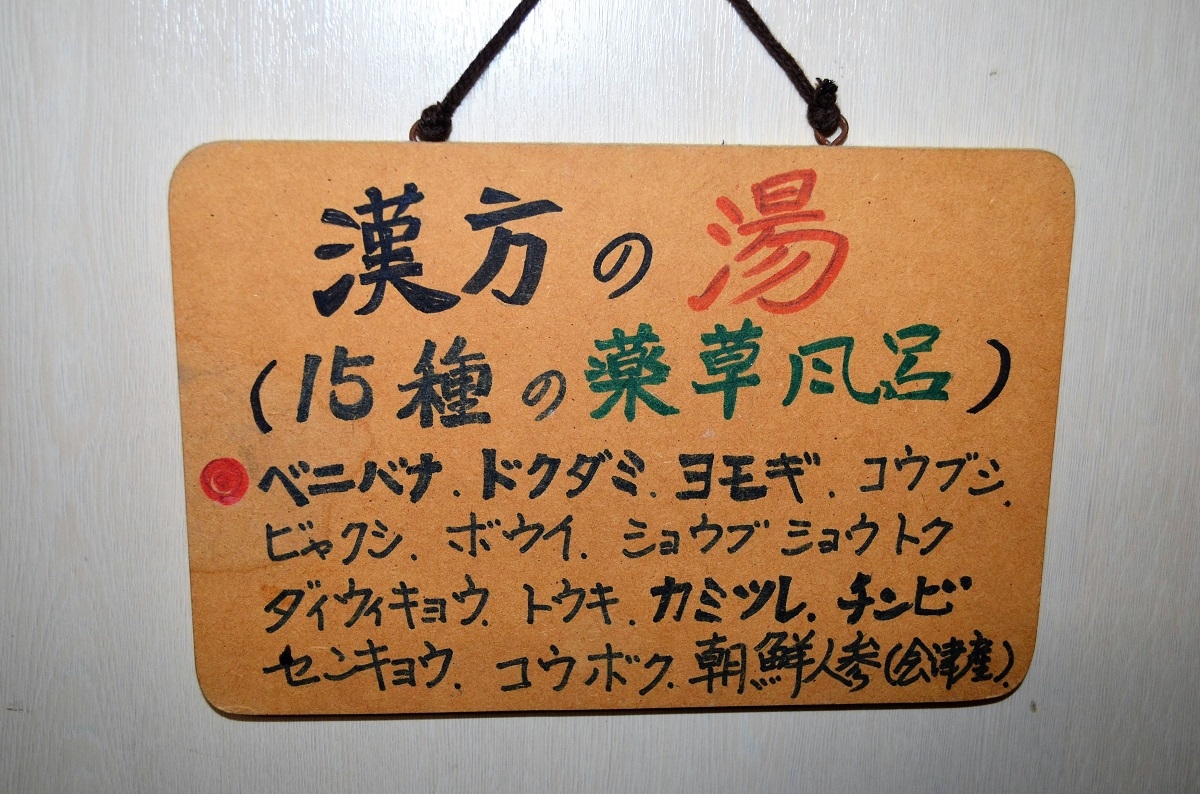 漢方の湯
(15種の薬草風呂)
ベニバナ.ドクダミ.ヨモギ.コウブシ.
ビャクシ.ボウイ.ショウブ ショウトク
ダイウイキョウ.トウキ.カミツレ.チンピ
センキョウ.コウボク.朝鮮人参(会津産).